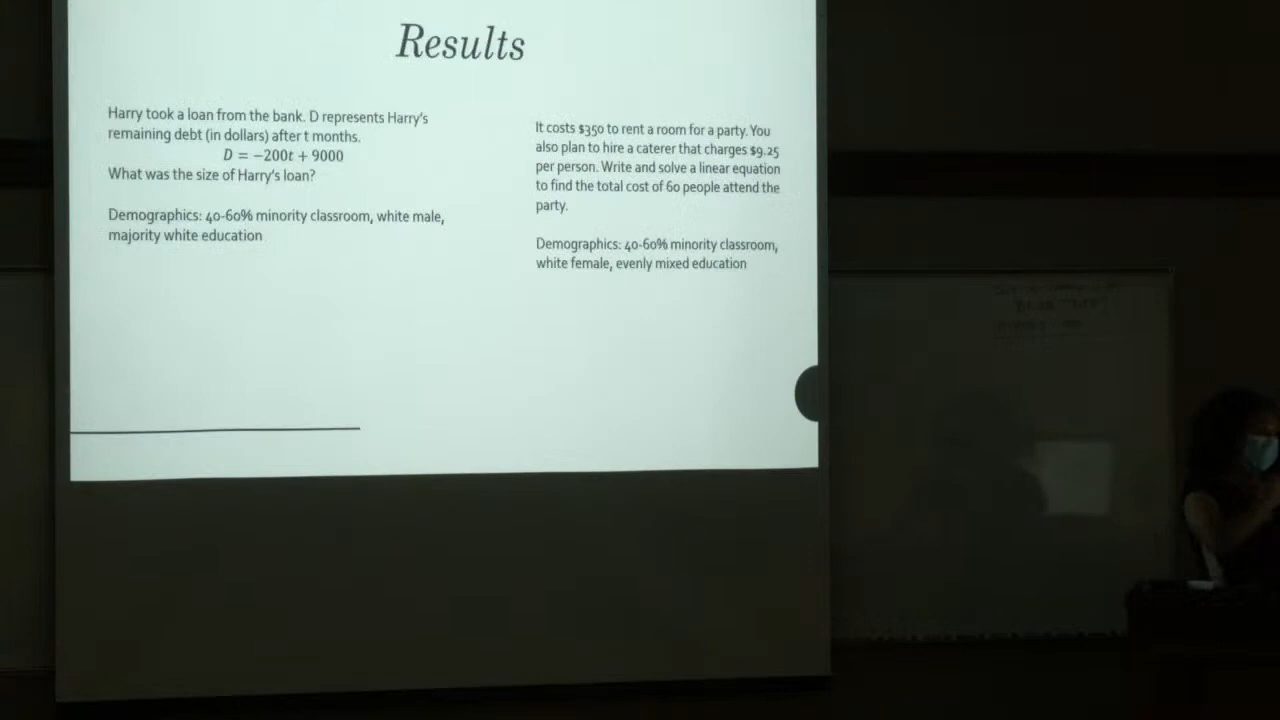 Results
Harry took a loan from the bank. D represents Harry's
remaining debt (in dollars) after t months.
D = −200t + 9000
What was the size of Harry's loan?
Demographics: 40-60% minority classroom, white male,
majority white education
It costs $350 to rent a room for a party. You
also plan to hire a caterer that charges $9.25
per person. Write and solve a linear equation
to find the total cost of 60 people attend the
party.
Demographics: 40-60% minority classroom,
white female, evenly mixed education